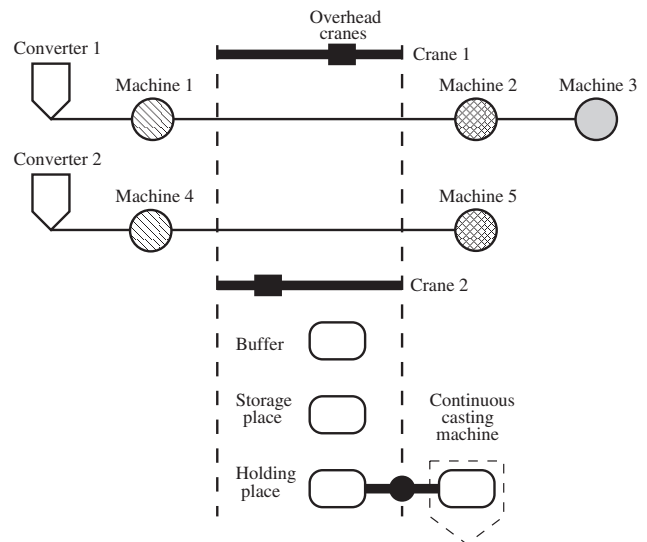 Overhead
cranes
Converter 1
Crane 1
Machine 1
Machine 2
Machine 3
Converter 2
Machine 4
Machine 5
Crane 2
Buffer
Storage
place
Continuous
casting
machine
Holding
place